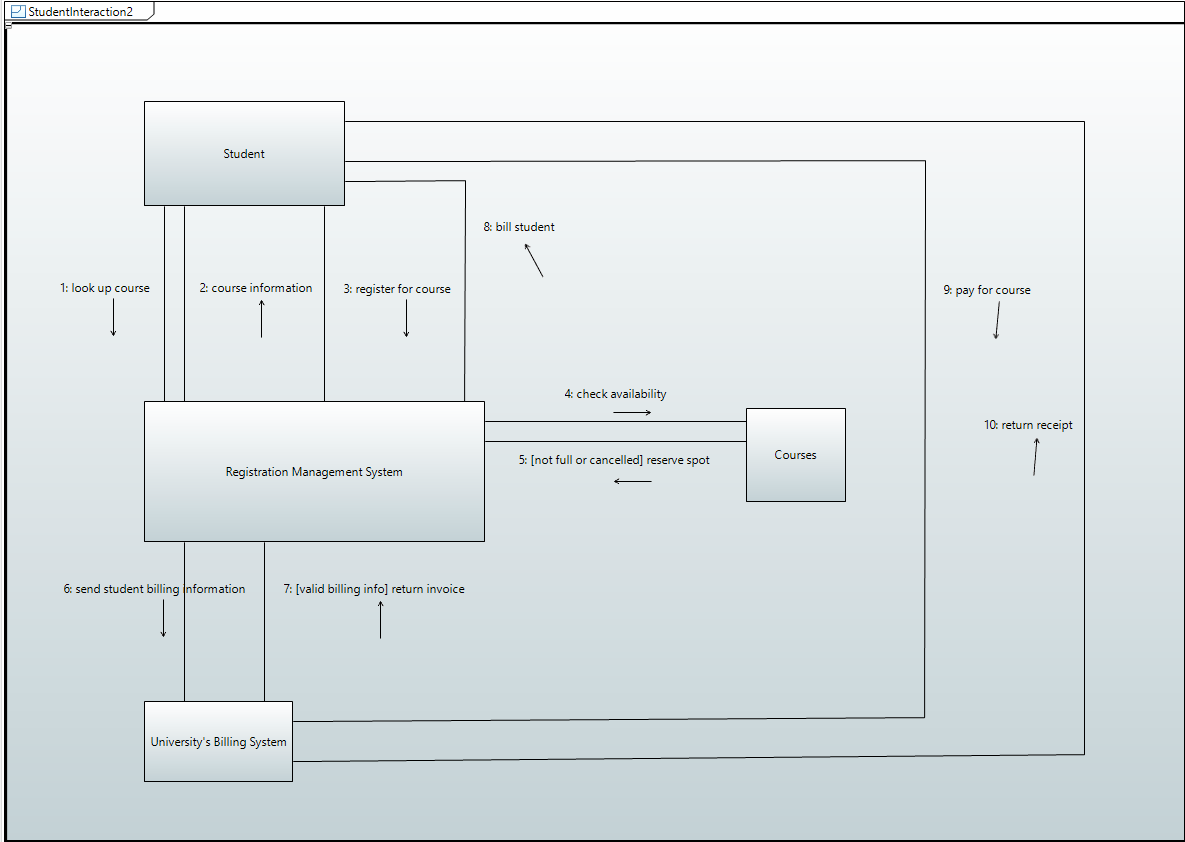 StudentInteraction2
Student
8: bill student
1: look up course
2: course information
3: register for course
9: pay for course
4: check availability
10: return receipt
Courses
5: [not full or cancelled] reserve spot
Registration Management System
6: send student billing information
7: [valid billing info] return invoice
University's Billing System